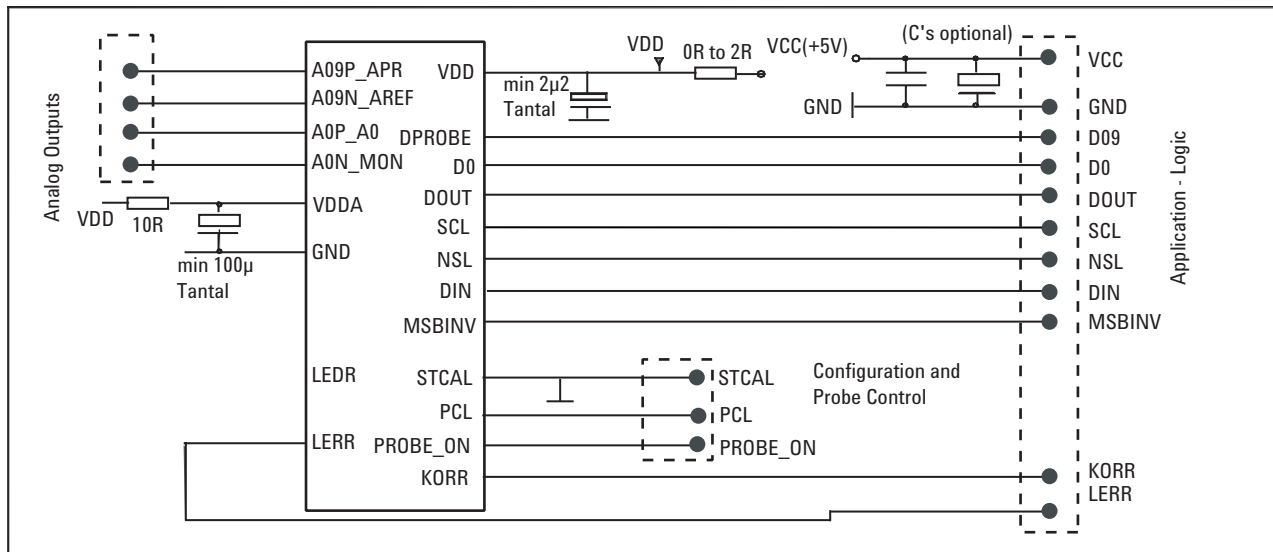 Analog Outputs
A09P_APR
A09N_AREF
A0P_A0
A0N_MON
VDD
10R
VDDA
GND
min 100µ
Tantal
LEDR
LERR
VDD
DPROBE
D0
DOUT
SCL
NSL
DIN
MSBINV
STCAL
PCL
PROBE_ON
KORR
min 2µ2
Tantal
VDD
0R to 2R
VCC(+5V)
GND
(C's optional)
STCAL
PCL
PROBE_ON
Configuration and
Probe Control
VCC
GND
D09
D0
DOUT
SCL
NSL
DIN
MSBINV
KORR
LERR
Application - Logic